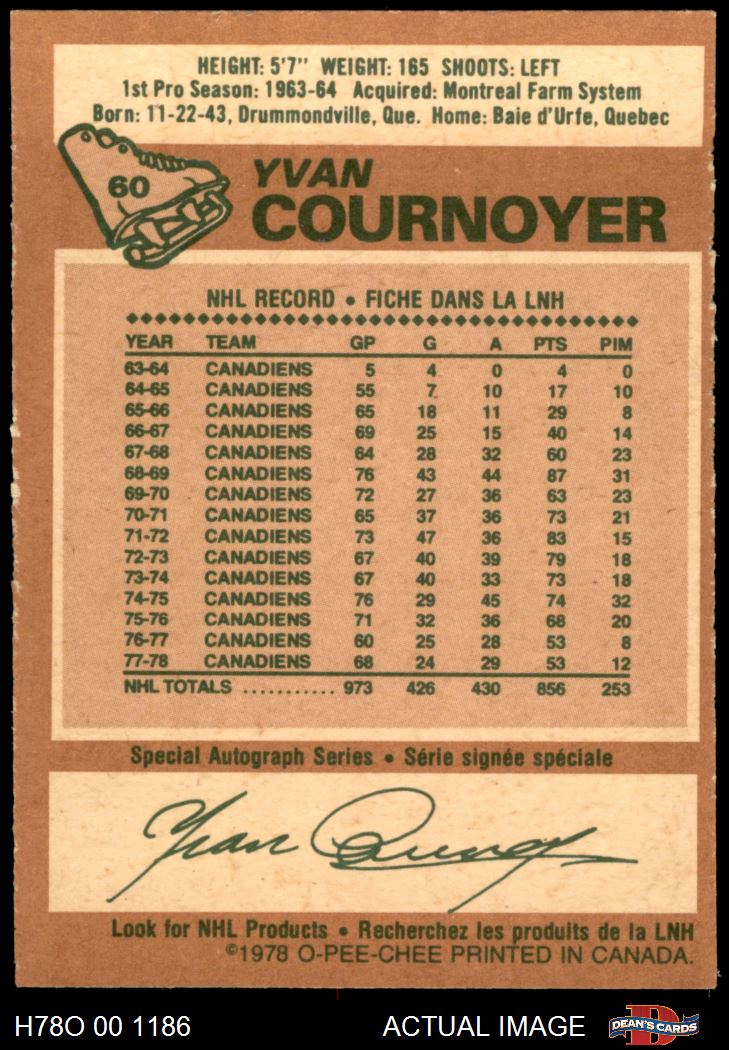 HEIGHT: 5'7" WEIGHT: 165 SHOOTS: LEFT
1st Pro Season: 1963-64 Acquired: Montreal Farm System
Born: 11-22-43, Drummondville, Que. Home: Baie d'Urfe, Quebec
60
YVAN
COURNOYER
NHL RECORD • FICHE DANS LA LNH
YEAR TEAM GP G A PTS PIM
63-64 CANADIENS 5 4 0 4 0
64-65 CANADIENS 55 7 10 17 10
65-66 CANADIENS 65 18 11 29 8
66-67 CANADIENS 69 25 15 40 14
67-68 CANADIENS 64 28 32 60 23
68-69 CANADIENS 76 43 44 87 31
69-70 CANADIENS 72 27 36 63 23
70-71 CANADIENS 65 37 36 73 21
71-72 CANADIENS 73 47 36 83 15
72-73 CANADIENS 67 40 39 79 18
73-74 CANADIENS 67 40 33 73 18
74-75 CANADIENS 76 29 45 74 32
75-76 CANADIENS 71 32 36 68 20
76-77 CANADIENS 60 25 28 53 8
77-78 CANADIENS 68 24 29 53 12
NHL TOTALS ........... 973 426 430 856 253
Special Autograph Series • Série signée spéciale
Yvan Cournoyer
Look for NHL Products • Recherchez les produits de la LNH
©1978 O-PEE-CHEE PRINTED IN CANADA.
H78O 00 1186 ACTUAL IMAGE DEAN'S CARDS